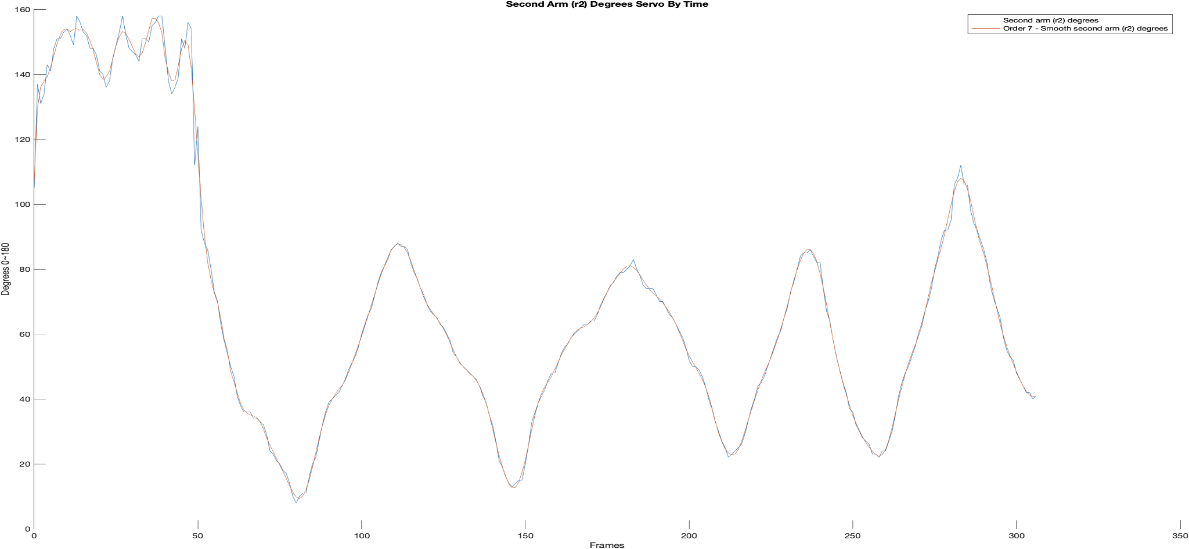 Second Arm (r2) Degrees Servo By Time
Second arm (r2) degrees
Order 7 - Smooth second arm (r2) degrees
160
140
120
100
80
60
40
20
0
Degrees 0~180
0 50 100 150 200 250 300 350
Frames